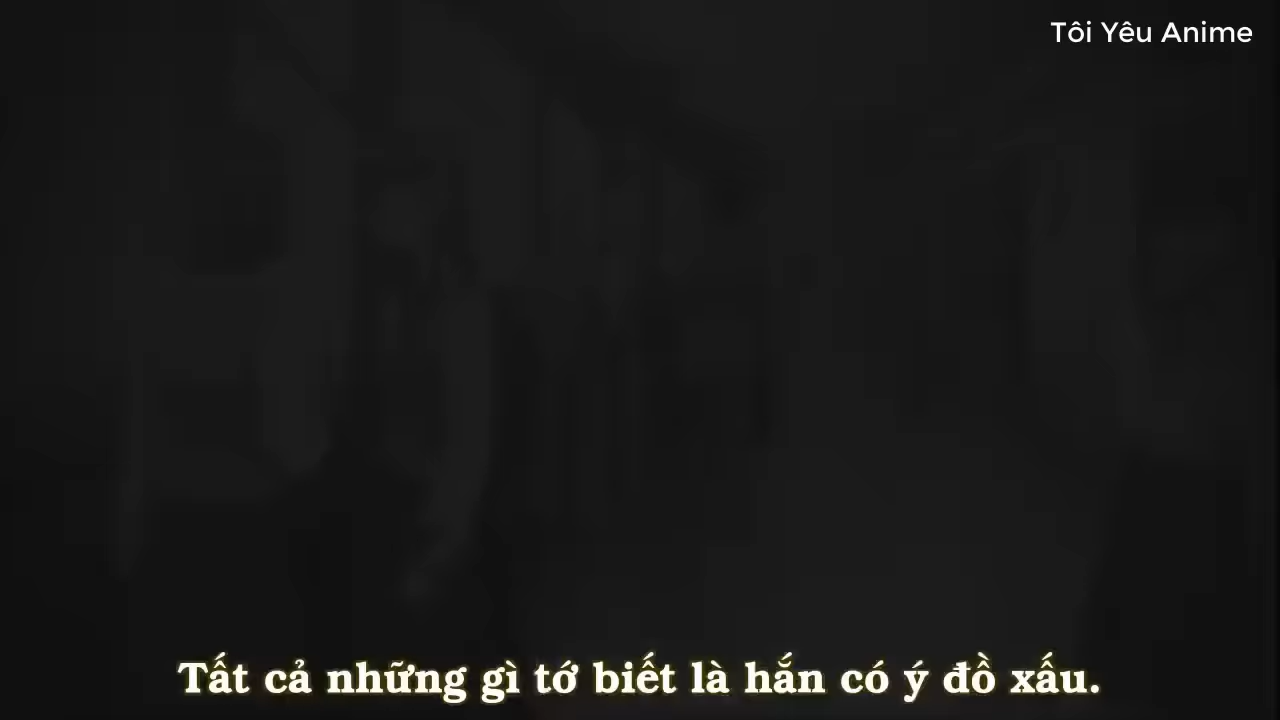 Tôi Yêu Anime
Tất cả những gì tớ biết là hắn có ý đồ xấu.